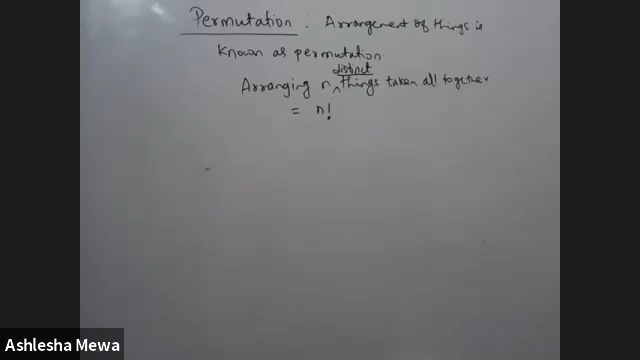 Permutation : Arrangement of things is
known as permutation.
distinct
Arranging n ^ things taken all together
= n!
Ashlesha Mewa